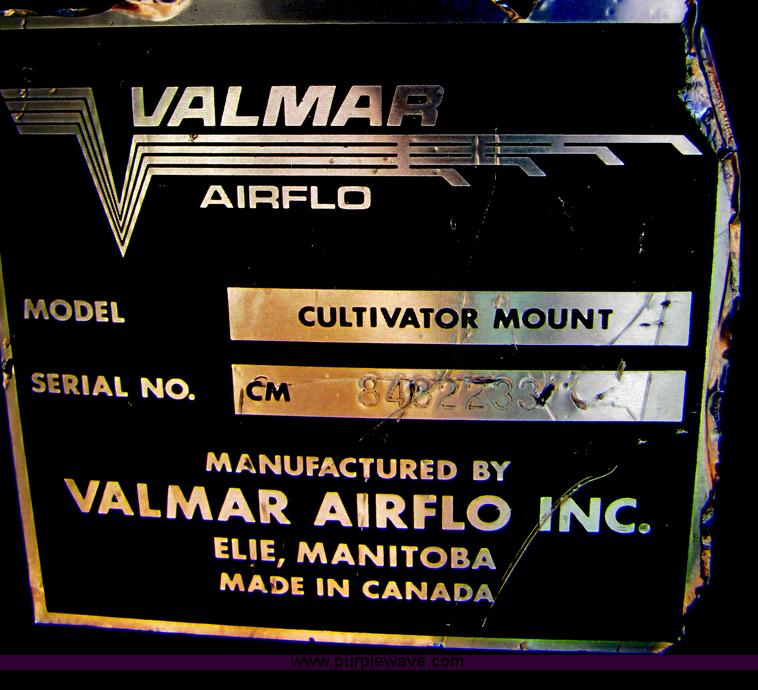 VALMAR
AIRFLO
MODEL CULTIVATOR MOUNT
SERIAL NO. CM
MANUFACTURED BY
VALMAR AIRFLO INC.
ELIE, MANITOBA
MADE IN CANADA
www.purplewave.com